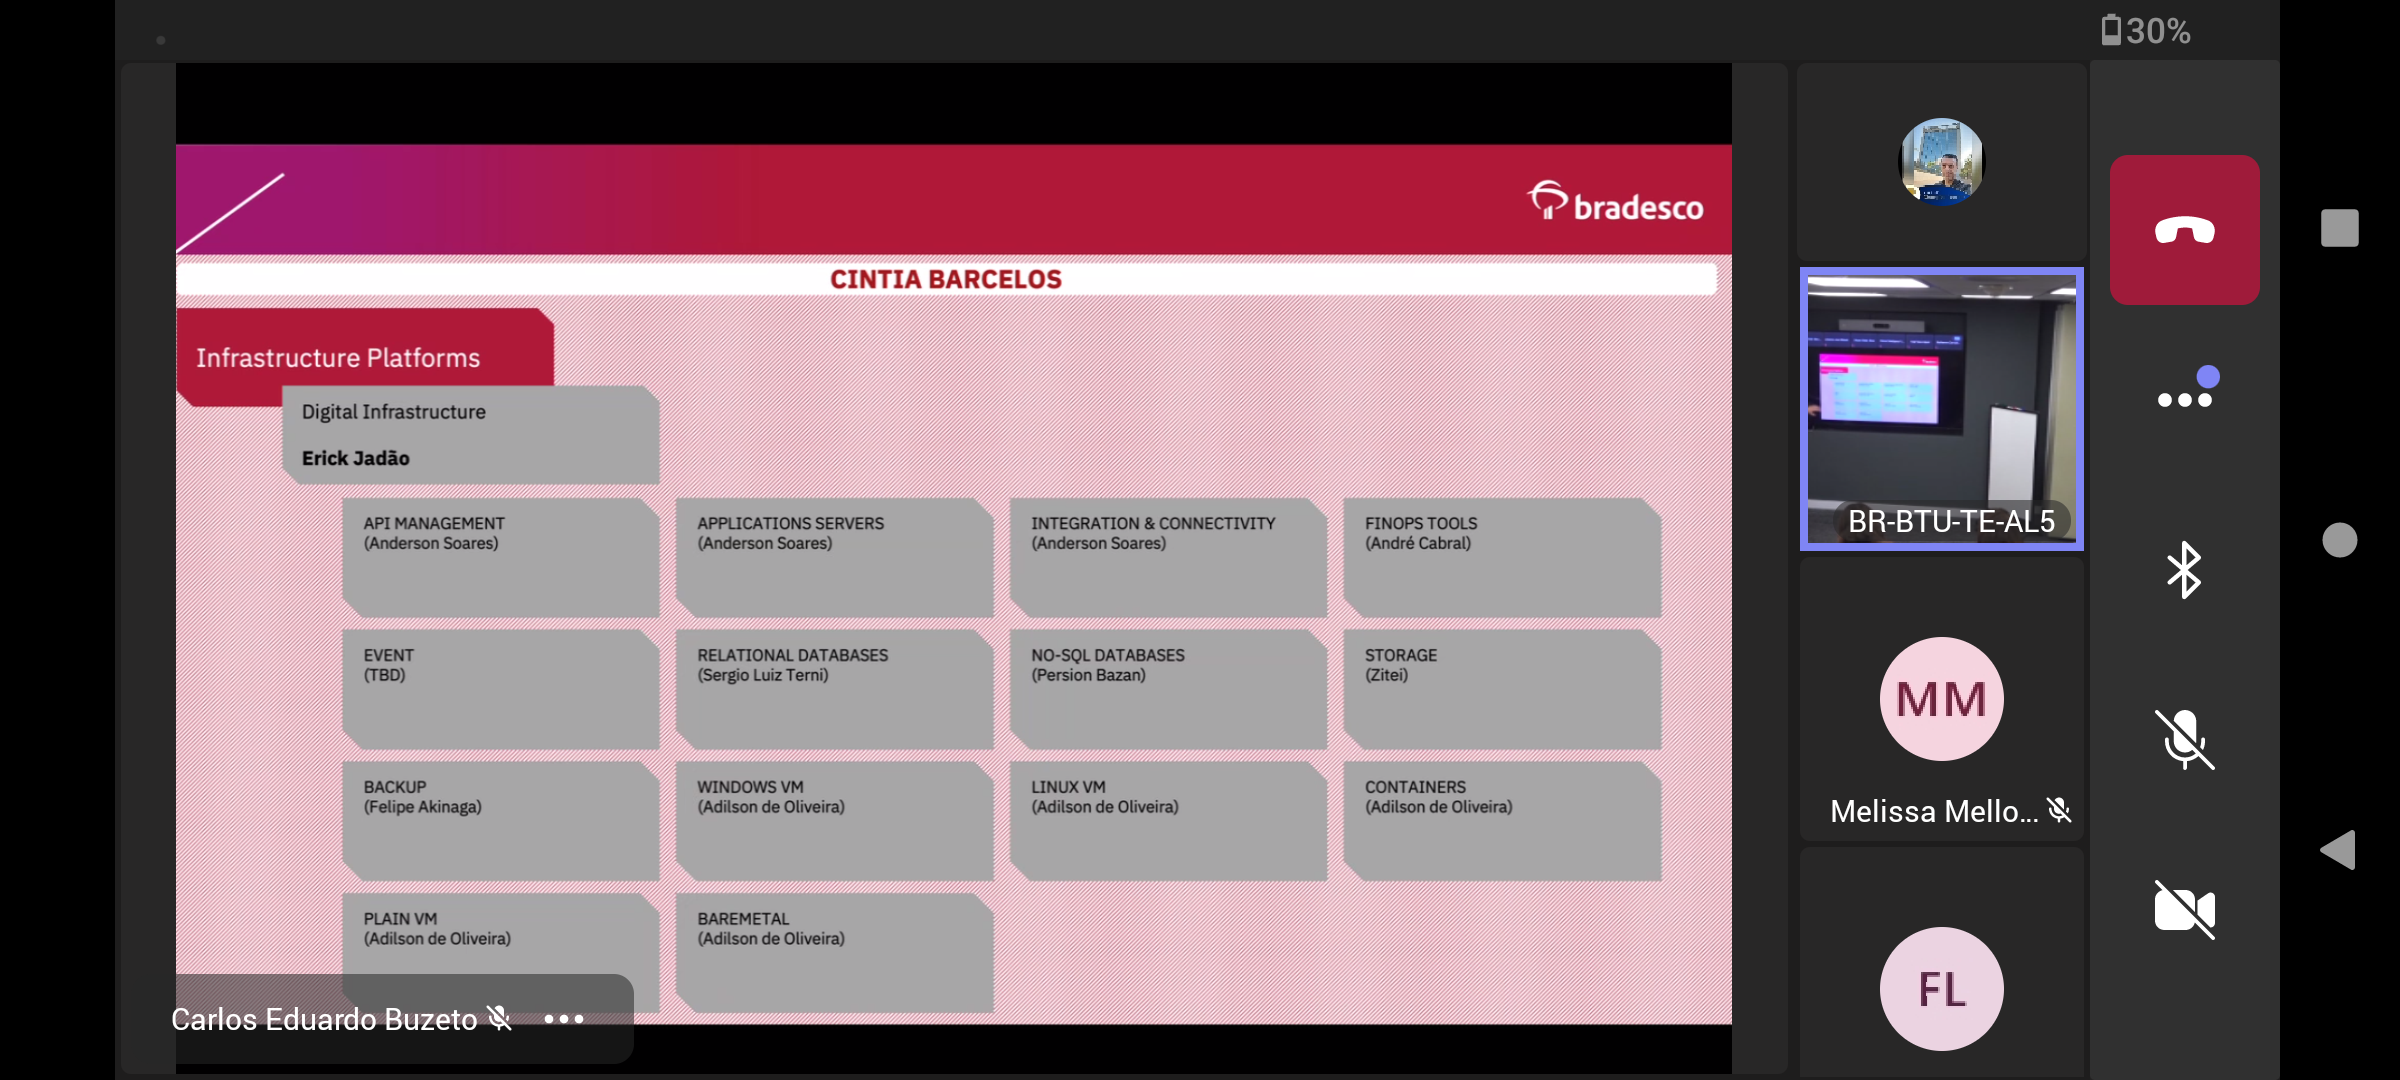 30%
bradesco
CINTIA BARCELOS
Infrastructure Platforms
Digital Infrastructure
Erick Jadão
API MANAGEMENT
(Anderson Soares)
APPLICATIONS SERVERS
(Anderson Soares)
INTEGRATION & CONNECTIVITY
(Anderson Soares)
FINOPS TOOLS
(André Cabral)
EVENT
(TBD)
RELATIONAL DATABASES
(Sergio Luiz Terni)
NO-SQL DATABASES
(Persion Bazan)
STORAGE
(Zitei)
BACKUP
(Felipe Akinaga)
WINDOWS VM
(Adilson de Oliveira)
LINUX VM
(Adilson de Oliveira)
CONTAINERS
(Adilson de Oliveira)
PLAIN VM
(Adilson de Oliveira)
BAREMETAL
(Adilson de Oliveira)
Carlos Eduardo Buzeto
BR-BTU-TE-AL5
MM
Melissa Mello...
FL